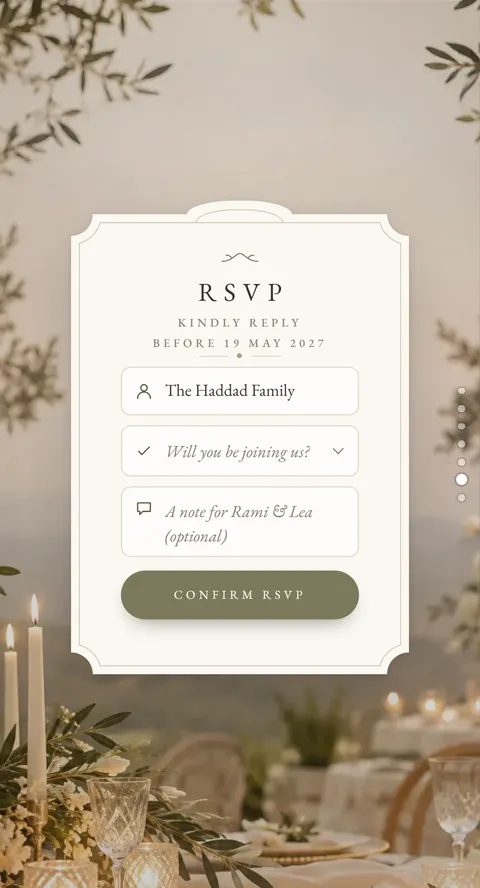 RSVP
KINDLY REPLY
BEFORE 19 MAY 2027
The Haddad Family
Will you be joining us?
A note for Rami & Lea
(optional)
CONFIRM RSVP